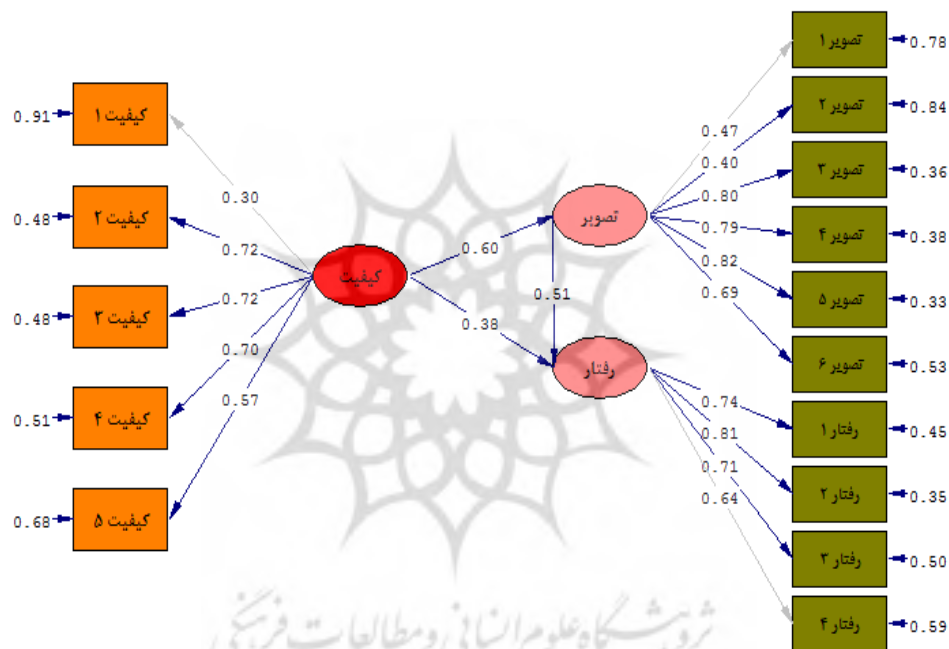 تصویر ۱
0.78
کیفیت ۱
0.91
تصویر ۲
0.84
0.47
0.40
تصویر ۳
0.36
0.80
0.30
کیفیت ۲
0.48
تصویر
تصویر ۴
0.38
0.79
0.72
0.60
0.82
کیفیت
0.69
تصویر ۵
0.33
0.51
کیفیت ۳
0.48
0.72
0.38
0.70
رفتار
تصویر ۶
0.53
0.57
0.74
کیفیت ۴
0.51
رفتار ۱
0.45
0.81
0.71
رفتار ۲
0.35
0.64
کیفیت ۵
0.68
رفتار ۳
0.50
پژوهشگاه علوم انسانی و مطالعات فرهنگی
رفتار ۴
0.59